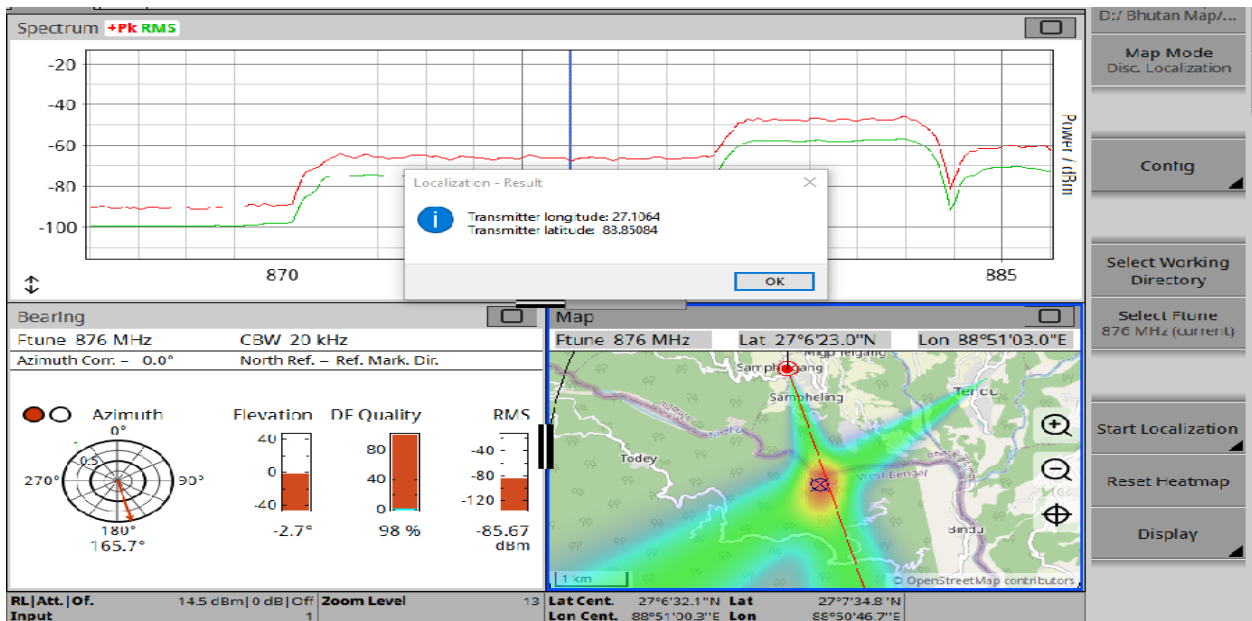 D:/ Bhutan Map/...
Spectrum +Pk RMS
Map Mode
Disc. Localization
-20
-40
-60
-80
-100
Power / dBm
870
885
Localization - Result
Transmitter longitude: 27.1064
Transmitter latitude: 88.85084
OK
Config
Select Working
Directory
Select Ftune
876 MHz (current)
Start Localization
Reset Heatmap
Display
Bearing
Ftune 876 MHz CBW 20 kHz
Azimuth Corr. – 0.0° North Ref. – Ref. Mark. Dir.
Azimuth Elevation DF Quality RMS
0°
0.5
270° 90°
180°
165.7°
40
0
-40
-2.7°
80
40
0
98 %
-40
-80
-120
-85.67
dBm
Map
Ftune 876 MHz Lat 27°6'23.0"N Lon 88°51'03.0"E
Sampheling
Tendu
Todey
West Bengal
Bindu
1 km
© OpenStreetMap contributors
RL|Att.|Of. 14.5 dBm|0 dB|Off Zoom Level 13 Lat Cent. 27°6'32.1"N Lat 27°7'34.8"N
Input 1 Lon Cent. 88°51'00.3"E Lon 88°50'46.7"E